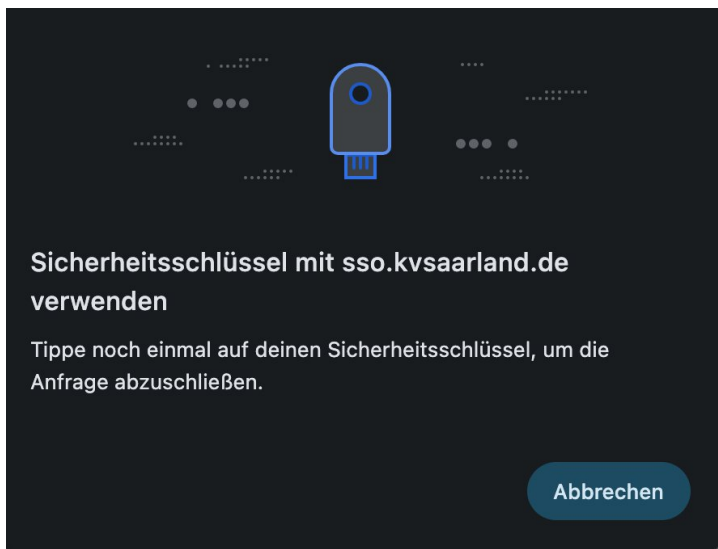 Sicherheitsschlüssel mit sso.kvsaarland.de
verwenden
Tippe noch einmal auf deinen Sicherheitsschlüssel, um die
Anfrage abzuschließen.
Abbrechen